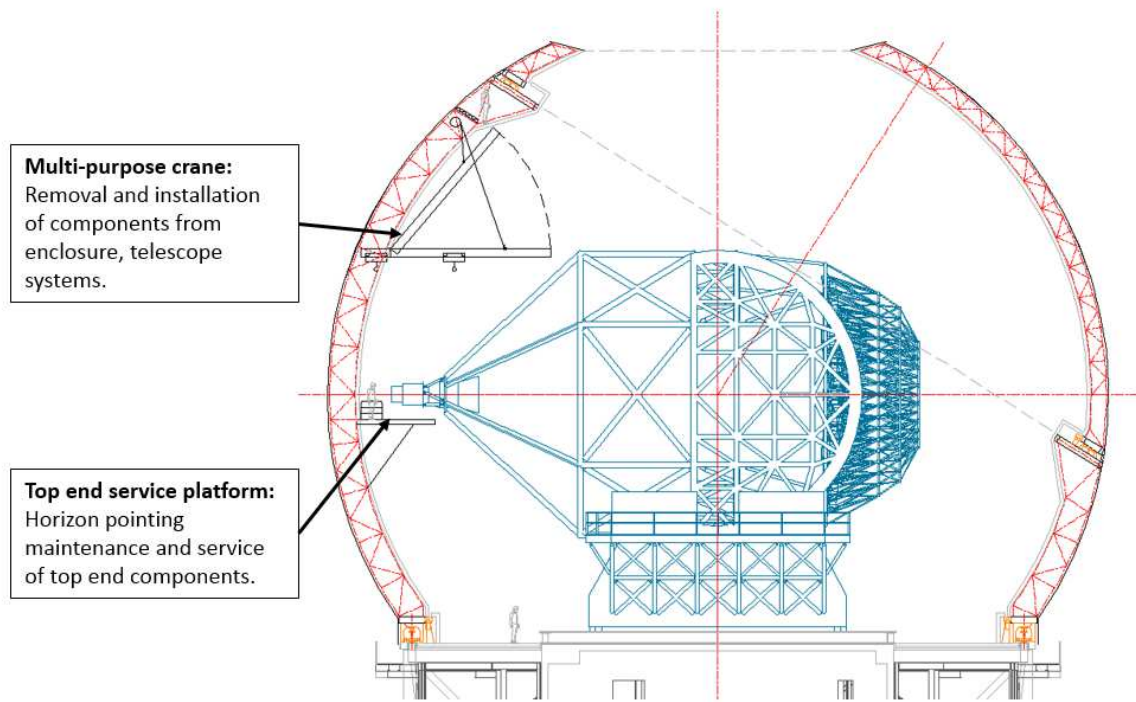 Multi-purpose crane:
Removal and installation
of components from
enclosure, telescope
systems.
Top end service platform:
Horizon pointing
maintenance and service
of top end components.